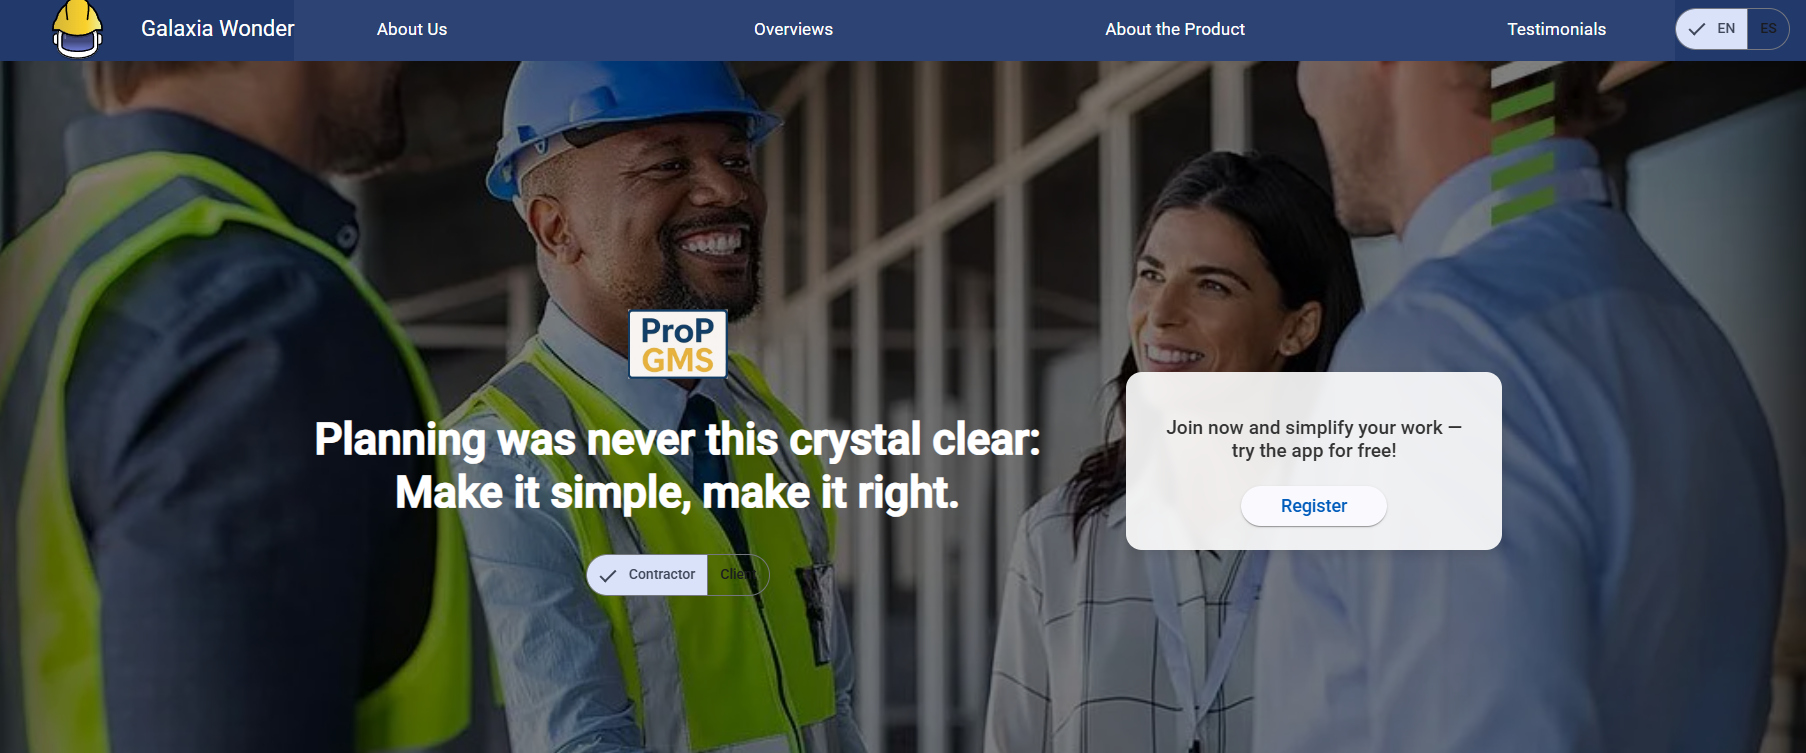 Galaxia Wonder
About Us
Overviews
About the Product
Testimonials
EN
ES
ProP
GMS
Planning was never this crystal clear:
Make it simple, make it right.
Contractor
Client
Join now and simplify your work —
try the app for free!
Register